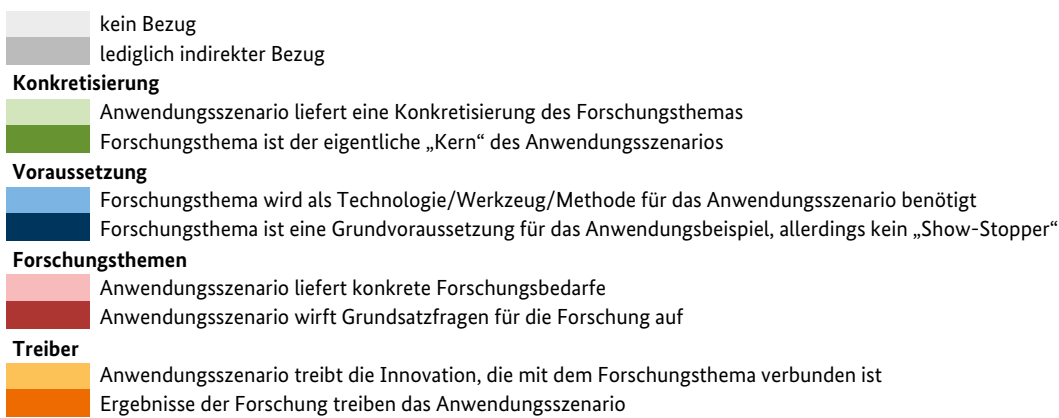 kein Bezug
lediglich indirekter Bezug
Konkretisierung
Anwendungsszenario liefert eine Konkretisierung des Forschungsthemas
Forschungsthema ist der eigentliche „Kern“ des Anwendungsszenarios
Voraussetzung
Forschungsthema wird als Technologie/Werkzeug/Methode für das Anwendungsszenario benötigt
Forschungsthema ist eine Grundvoraussetzung für das Anwendungsbeispiel, allerdings kein „Show-Stopper“
Forschungsthemen
Anwendungsszenario liefert konkrete Forschungsbedarfe
Anwendungsszenario wirft Grundsatzfragen für die Forschung auf
Treiber
Anwendungsszenario treibt die Innovation, die mit dem Forschungsthema verbunden ist
Ergebnisse der Forschung treiben das Anwendungsszenario